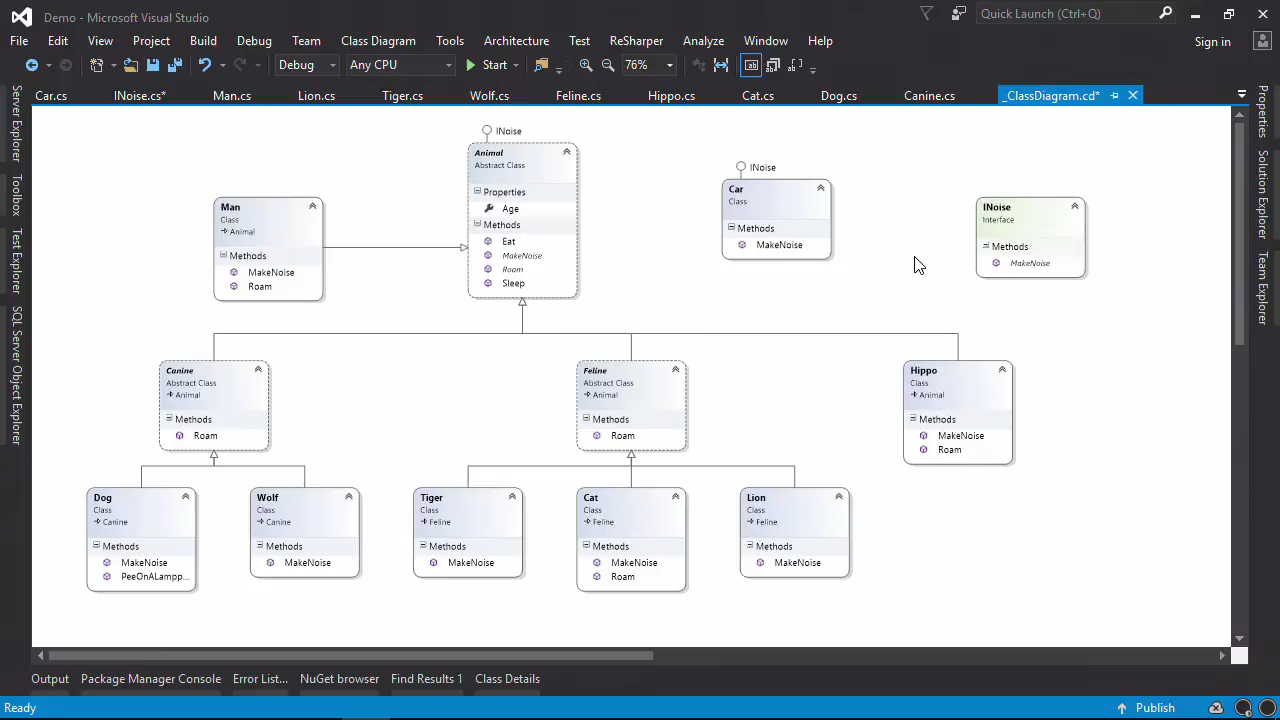 Demo - Microsoft Visual Studio
Quick Launch (Ctrl+Q)
File Edit View Project Build Debug Team Class Diagram Tools Architecture Test ReSharper Analyze Window Help
Sign in
Debug Any CPU Start 76%
Car.cs INoise.cs* Man.cs Lion.cs Tiger.cs Wolf.cs Feline.cs Hippo.cs Cat.cs Dog.cs Canine.cs _ClassDiagram.cd*
Server Explorer
Toolbox
Test Explorer
SQL Server Object Explorer
Properties
Solution Explorer
Team Explorer
INoise
Animal
Abstract Class
Properties
Age
Methods
Eat
MakeNoise
Roam
Sleep
Man
Class
Animal
Methods
MakeNoise
Roam
INoise
Car
Class
Methods
MakeNoise
INoise
Interface
Methods
MakeNoise
Canine
Abstract Class
Animal
Methods
Roam
Feline
Abstract Class
Animal
Methods
Roam
Hippo
Class
Animal
Methods
MakeNoise
Roam
Dog
Class
Canine
Methods
MakeNoise
PeeOnALampp...
Wolf
Class
Canine
Methods
MakeNoise
Tiger
Class
Feline
Methods
MakeNoise
Cat
Class
Feline
Methods
MakeNoise
Roam
Lion
Class
Feline
Methods
MakeNoise
Output Package Manager Console Error List... NuGet browser Find Results 1 Class Details
Ready
Publish